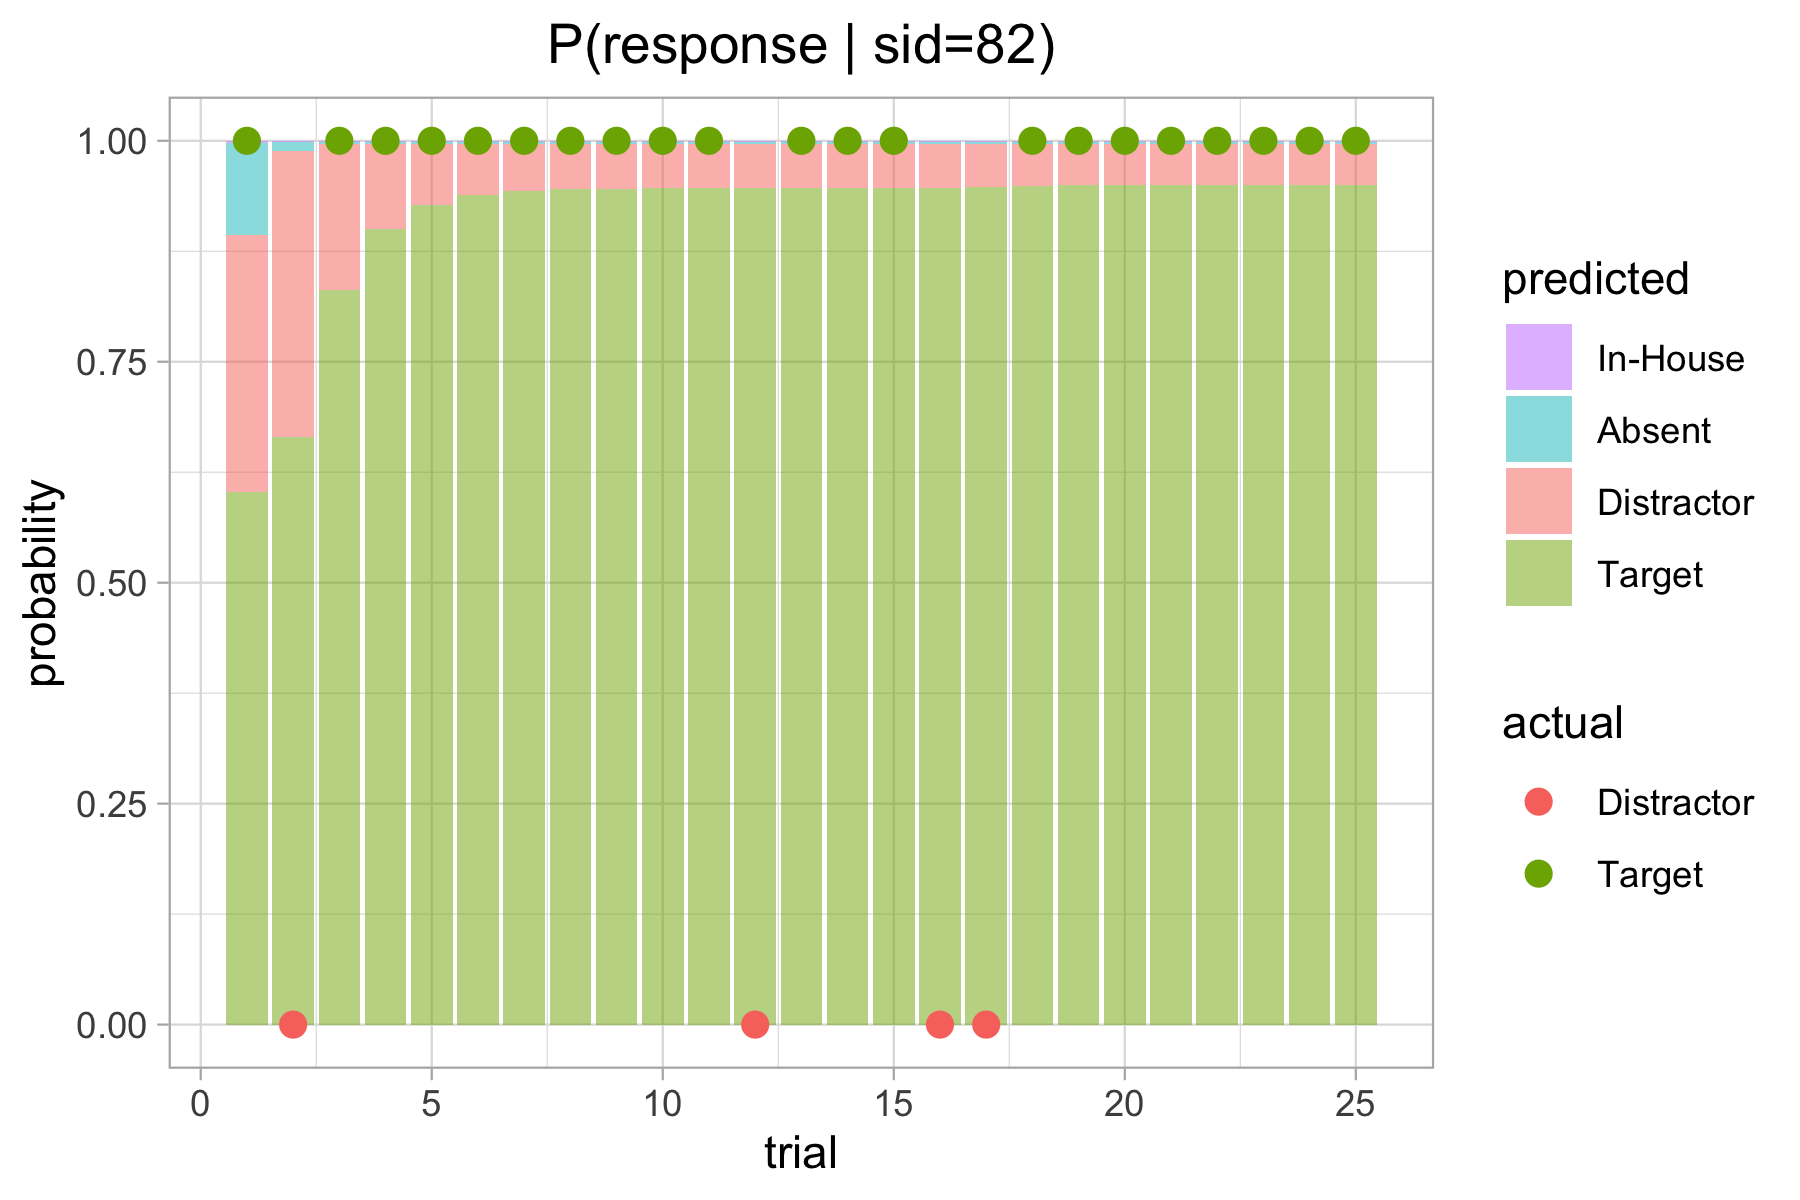 P(response | sid=82)
probability
1.00
0.75
0.50
0.25
0.00
0 5 10 15 20 25
trial
predicted
In-House
Absent
Distractor
Target
actual
Distractor
Target